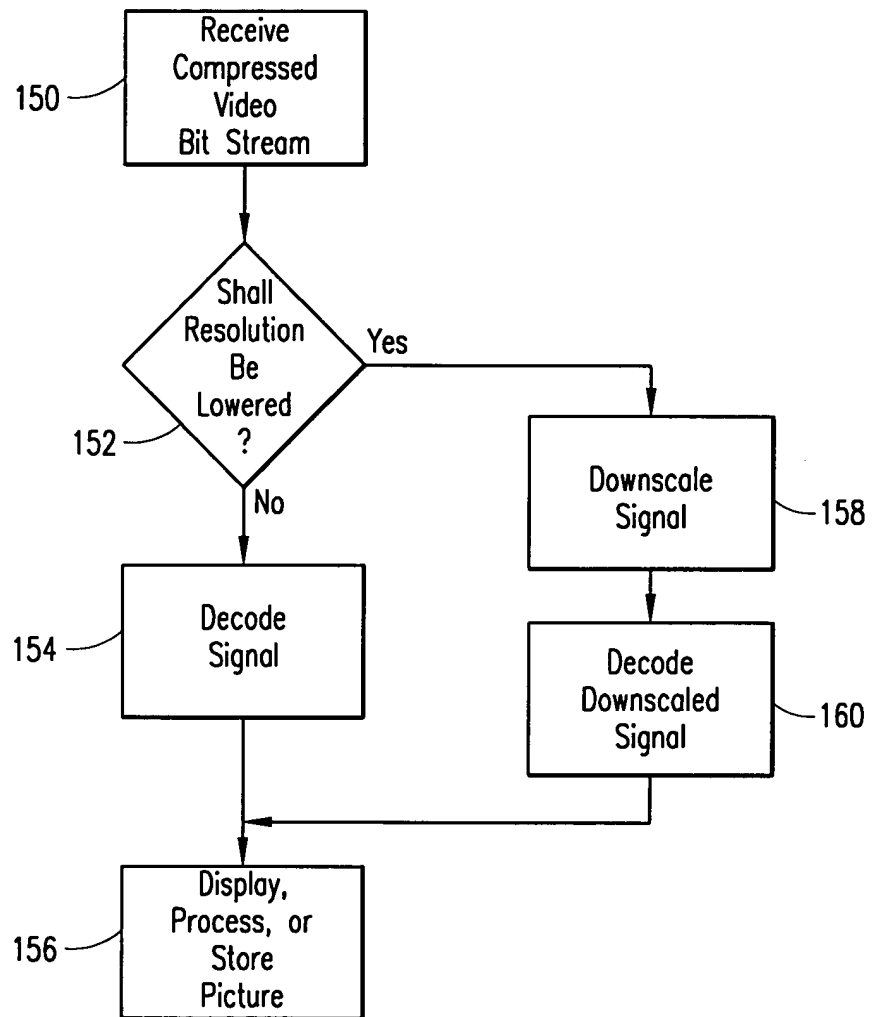 Receive
Compressed
Video
Bit Stream
150
Shall
Resolution
Be
Lowered
?
152
Yes
No
Downscale
Signal
158
Decode
Signal
154
Decode
Downscaled
Signal
160
Display,
Process, or
Store
Picture
156